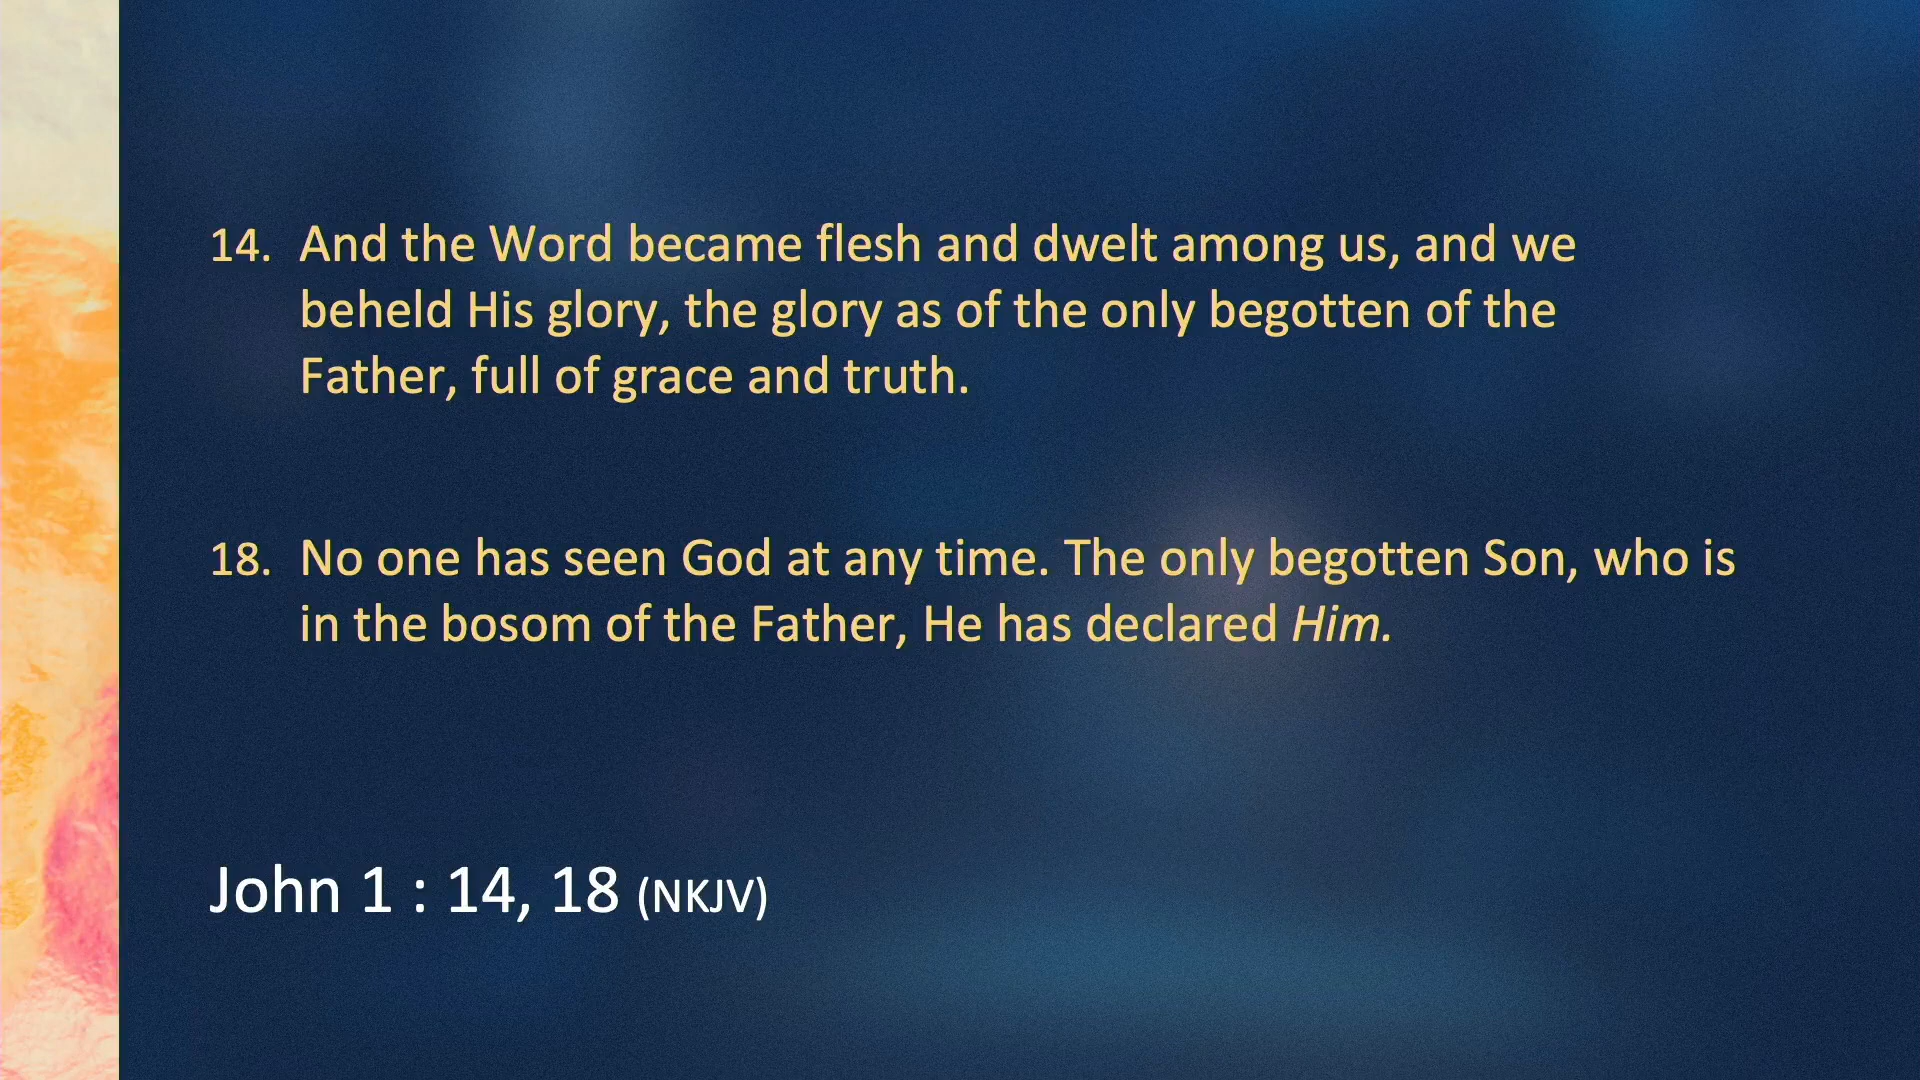 14. And the Word became flesh and dwelt among us, and we
beheld His glory, the glory as of the only begotten of the
Father, full of grace and truth.
18. No one has seen God at any time. The only begotten Son, who is
in the bosom of the Father, He has declared Him.
John 1 : 14, 18 (NKJV)